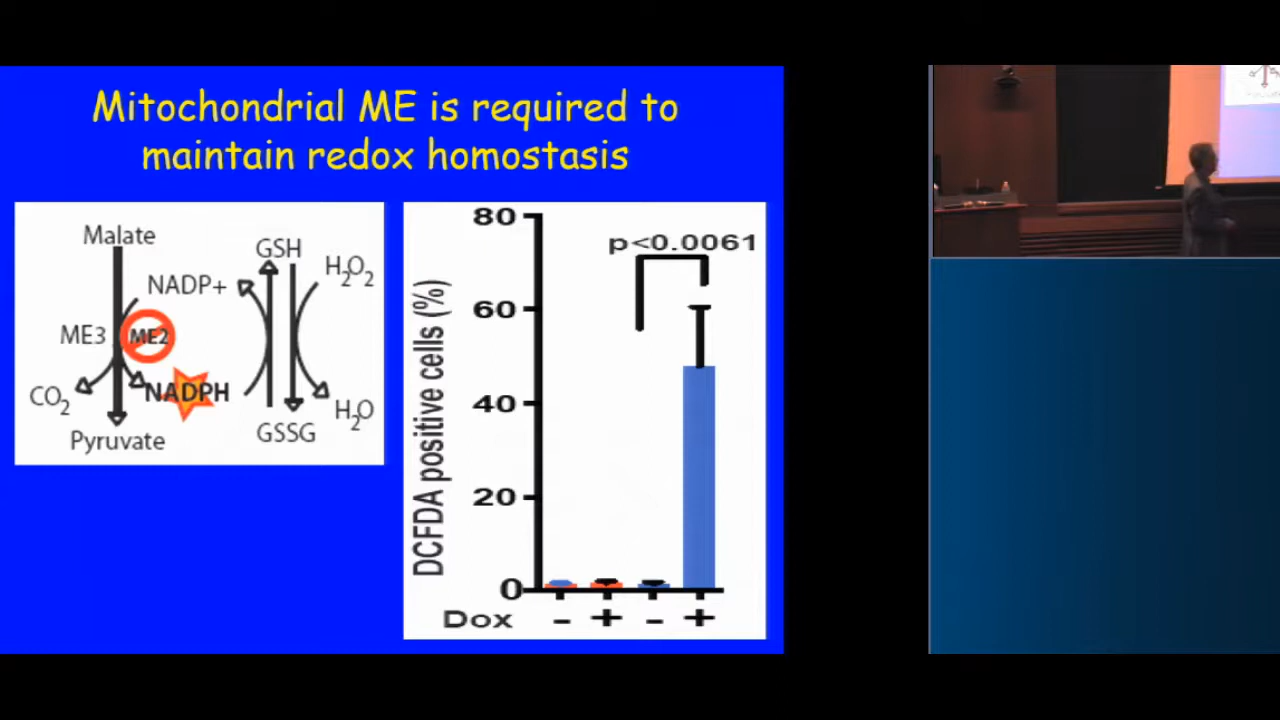 Mitochondrial ME is required to
maintain redox homostasis
Malate
GSH
H2O2
NADP+
ME3
ME2
NADPH
CO2
H2O
Pyruvate
GSSG
80
p<0.0061
60
40
20
0
DCFDA positive cells (%)
Dox - + - +